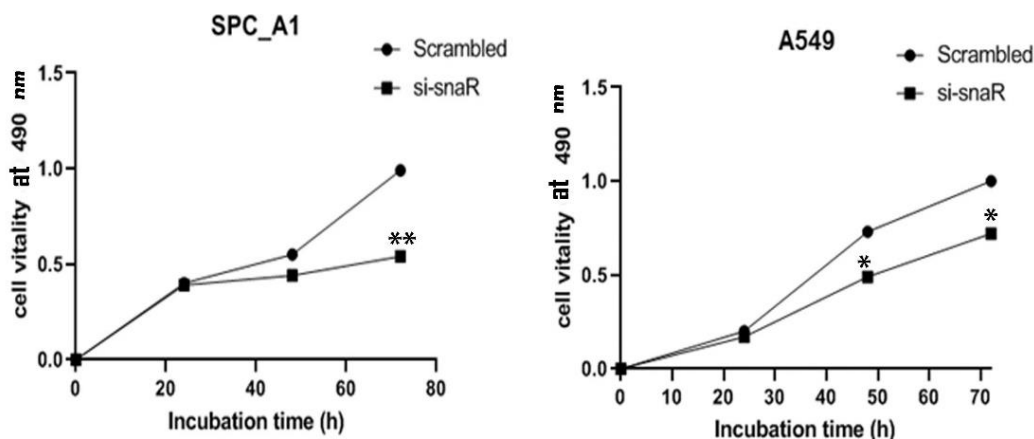 SPC_A1
Scrambled
si-snaR
cell vitality at 490 nm
1.5
1.0
0.5
0.0
**
0 20 40 60 80
Incubation time (h)
A549
Scrambled
si-snaR
cell vitality at 490 nm
1.5
1.0
0.5
0.0
*
*
0 10 20 30 40 50 60 70
Incubation time (h)